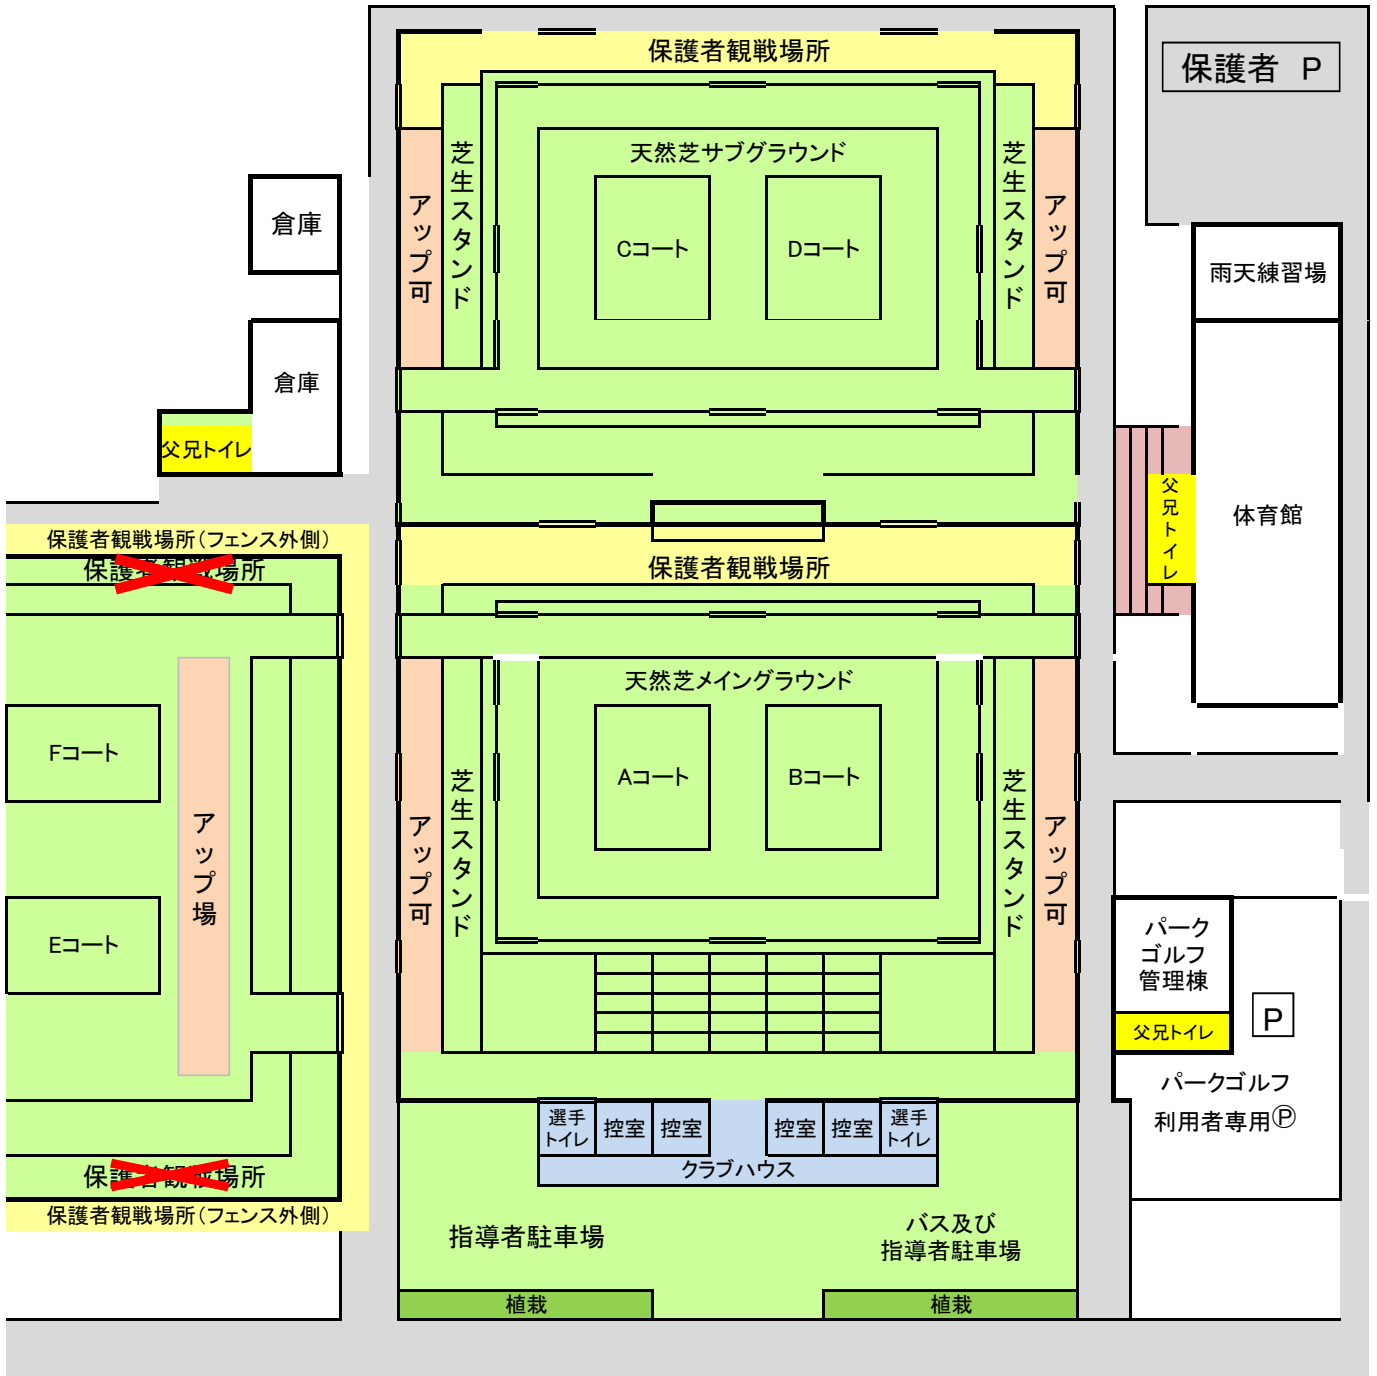 保護者観戦場所
保護者 P
天然芝サブグラウンド
芝生スタンド
芝生スタンド
アップ可
アップ可
Cコート
Dコート
倉庫
雨天練習場
倉庫
父兄トイレ
父兄トイレ
体育館
保護者観戦場所(フェンス外側)
保護者観戦場所
保護者観戦場所
天然芝メイングラウンド
Fコート
Aコート
Bコート
芝生スタンド
芝生スタンド
アップ場
アップ可
アップ可
Eコート
パーク
ゴルフ
管理棟
P
父兄トイレ
パークゴルフ
利用者専用Ⓟ
選手
トイレ
控室
控室
控室
控室
選手
トイレ
クラブハウス
保護者観戦場所
保護者観戦場所(フェンス外側)
指導者駐車場
バス及び
指導者駐車場
植栽
植栽